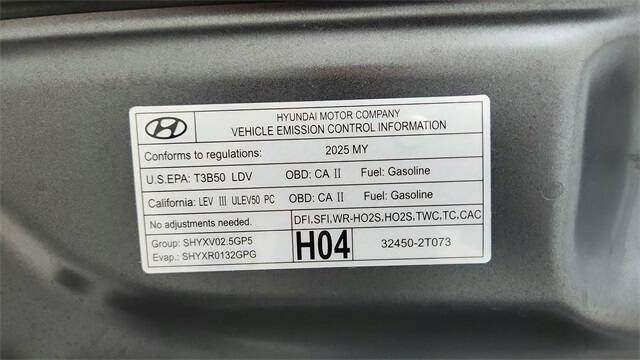 HYUNDAI MOTOR COMPANY
VEHICLE EMISSION CONTROL INFORMATION
Conforms to regulations: 2025 MY
U.S.EPA: T3B50 LDV OBD: CA II Fuel: Gasoline
California: LEV III ULEV50 PC OBD: CA II Fuel: Gasoline
No adjustments needed. DFI,SFI,WR-HO2S,HO2S,TWC,TC,CAC
Group: SHYXV02.5GP5
Evap.: SHYXR0132GPG
H04 32450-2T073